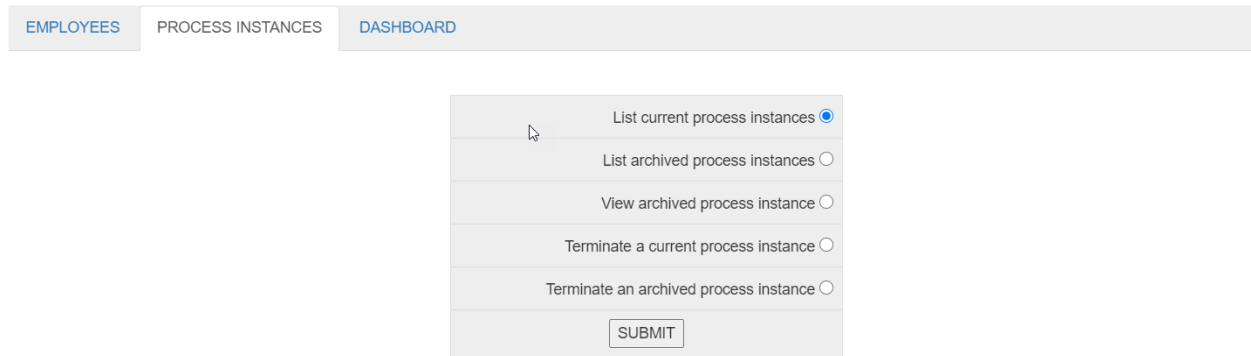 EMPLOYEES PROCESS INSTANCES DASHBOARD
List current process instances
List archived process instances
View archived process instance
Terminate a current process instance
Terminate an archived process instance
SUBMIT